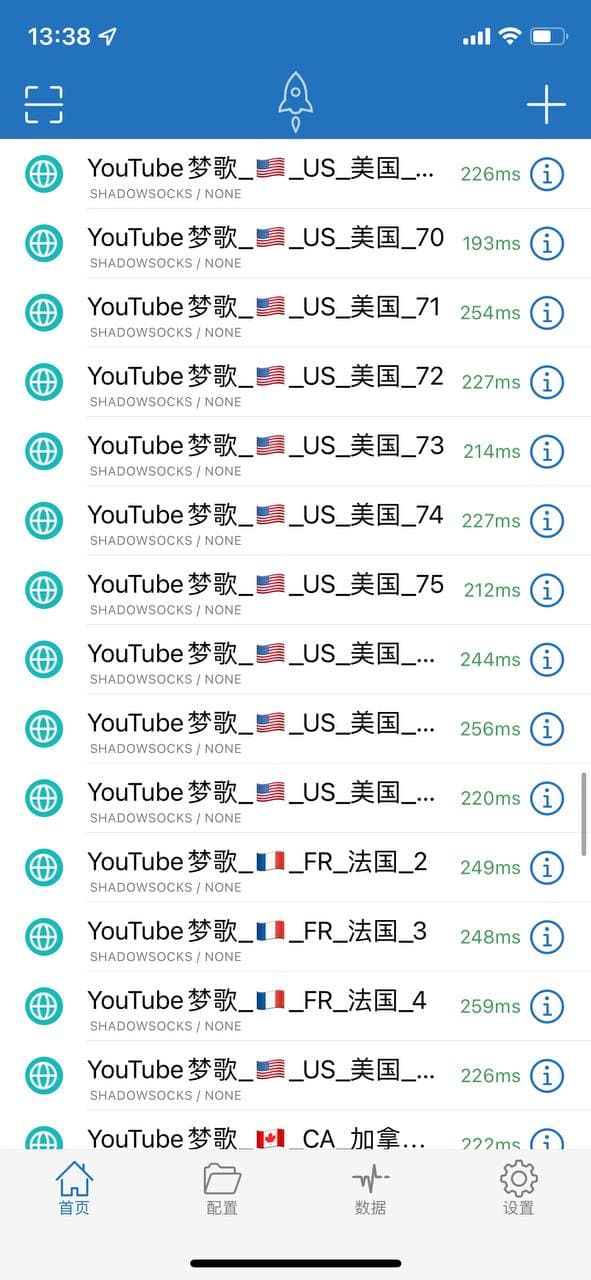 13:38
YouTube梦歌_🇺🇸_US_美国_...
226ms
SHADOWSOCKS / NONE
YouTube梦歌_🇺🇸_US_美国_70
193ms
SHADOWSOCKS / NONE
YouTube梦歌_🇺🇸_US_美国_71
254ms
SHADOWSOCKS / NONE
YouTube梦歌_🇺🇸_US_美国_72
227ms
SHADOWSOCKS / NONE
YouTube梦歌_🇺🇸_US_美国_73
214ms
SHADOWSOCKS / NONE
YouTube梦歌_🇺🇸_US_美国_74
227ms
SHADOWSOCKS / NONE
YouTube梦歌_🇺🇸_US_美国_75
212ms
SHADOWSOCKS / NONE
YouTube梦歌_🇺🇸_US_美国_...
244ms
SHADOWSOCKS / NONE
YouTube梦歌_🇺🇸_US_美国_...
256ms
SHADOWSOCKS / NONE
YouTube梦歌_🇺🇸_US_美国_...
220ms
SHADOWSOCKS / NONE
YouTube梦歌_🇫🇷_FR_法国_2
249ms
SHADOWSOCKS / NONE
YouTube梦歌_🇫🇷_FR_法国_3
248ms
SHADOWSOCKS / NONE
YouTube梦歌_🇫🇷_FR_法国_4
259ms
SHADOWSOCKS / NONE
YouTube梦歌_🇺🇸_US_美国_...
226ms
SHADOWSOCKS / NONE
YouTube梦歌_🇨🇦_CA_加拿...
222ms
首页
配置
数据
设置